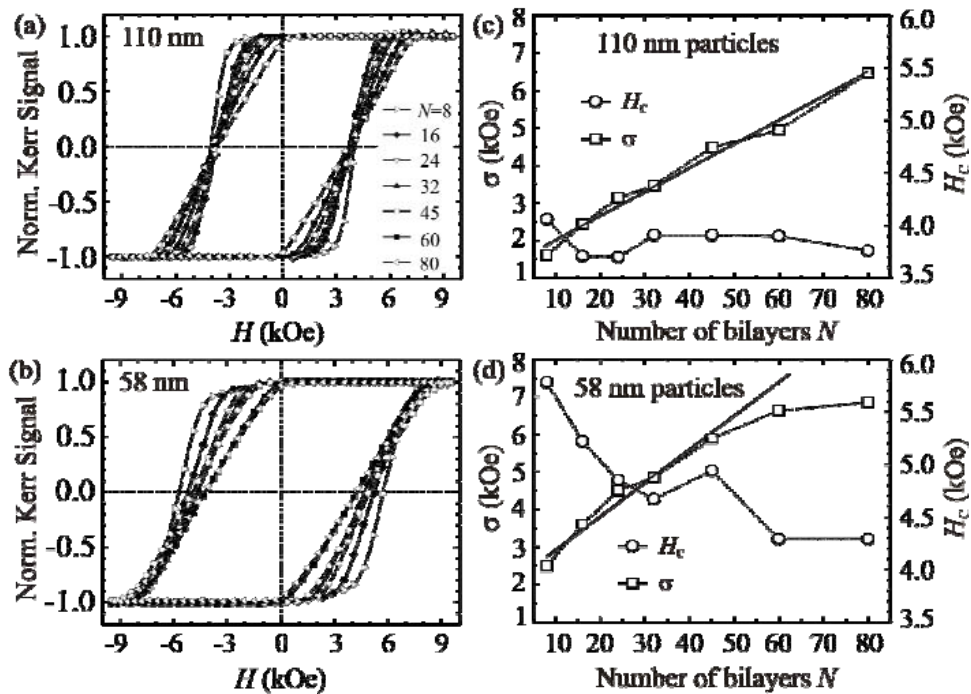 (a)
110 nm
Norm. Kerr Signal
1.0
0.5
0.0
-0.5
-1.0
N=8
16
24
32
45
60
80
-9 -6 -3 0 3 6 9
H (kOe)
(c)
110 nm particles
Hc
σ
σ (kOe)
8
7
6
5
4
3
2
1
6.0
5.5
5.0
4.5
4.0
3.5
Hc (kOe)
10 20 30 40 50 60 70 80
Number of bilayers N
(b)
58 nm
Norm. Kerr Signal
1.0
0.5
0.0
-0.5
-1.0
-9 -6 -3 0 3 6 9
H (kOe)
(d)
58 nm particles
Hc
σ
σ (kOe)
8
7
6
5
4
3
2
1
6.0
5.5
5.0
4.5
4.0
3.5
Hc (kOe)
10 20 30 40 50 60 70 80
Number of bilayers N